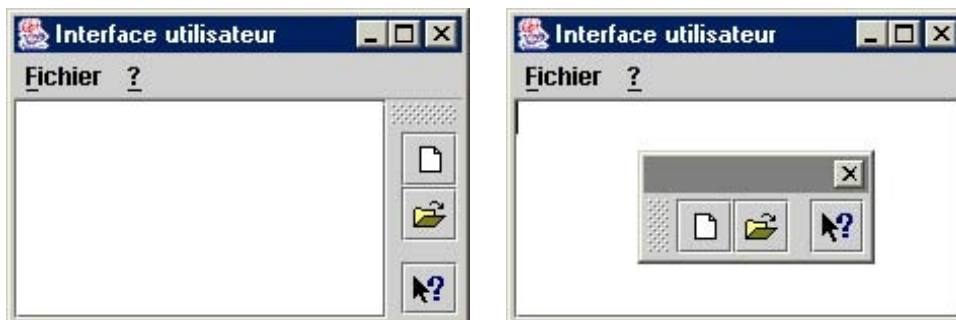 Interface utilisateur
Fichier ?
?
Interface utilisateur
Fichier ?
?